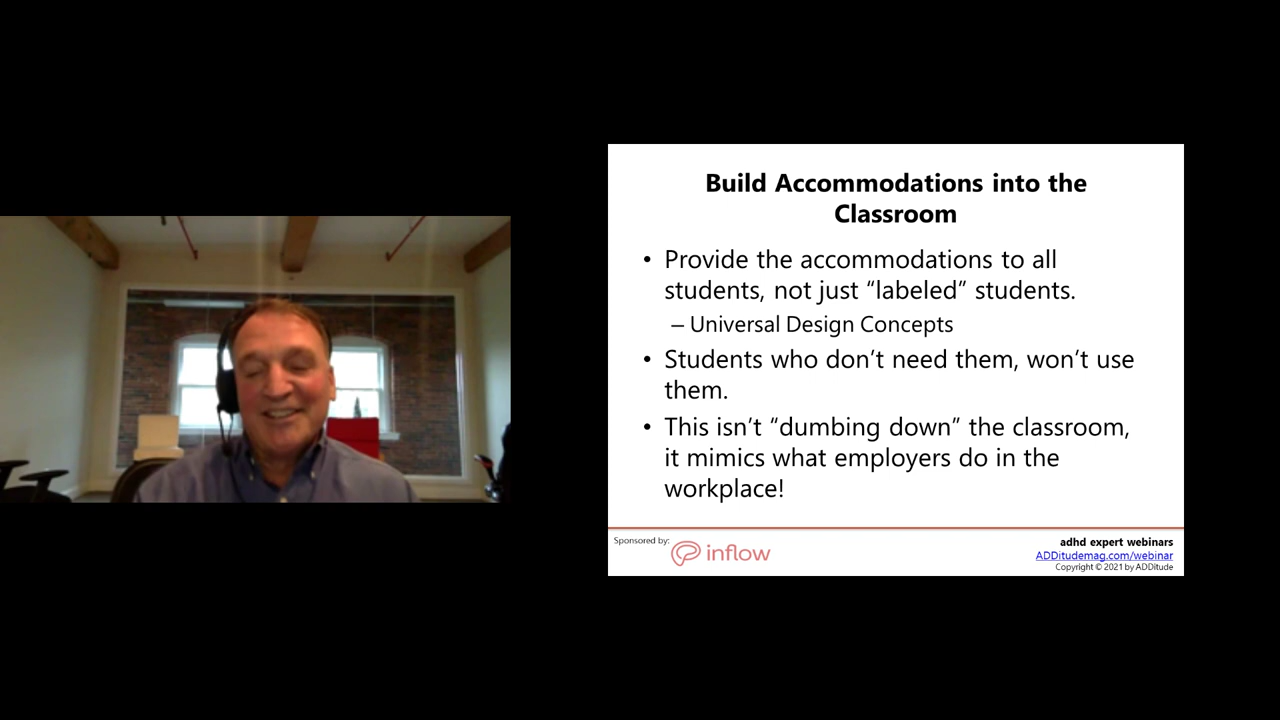 Build Accommodations into the
Classroom
• Provide the accommodations to all
students, not just “labeled” students.
– Universal Design Concepts
• Students who don’t need them, won’t use
them.
• This isn’t “dumbing down” the classroom,
it mimics what employers do in the
workplace!
Sponsored by:
inflow
adhd expert webinars
ADDitudemag.com/webinar
Copyright © 2021 by ADDitude